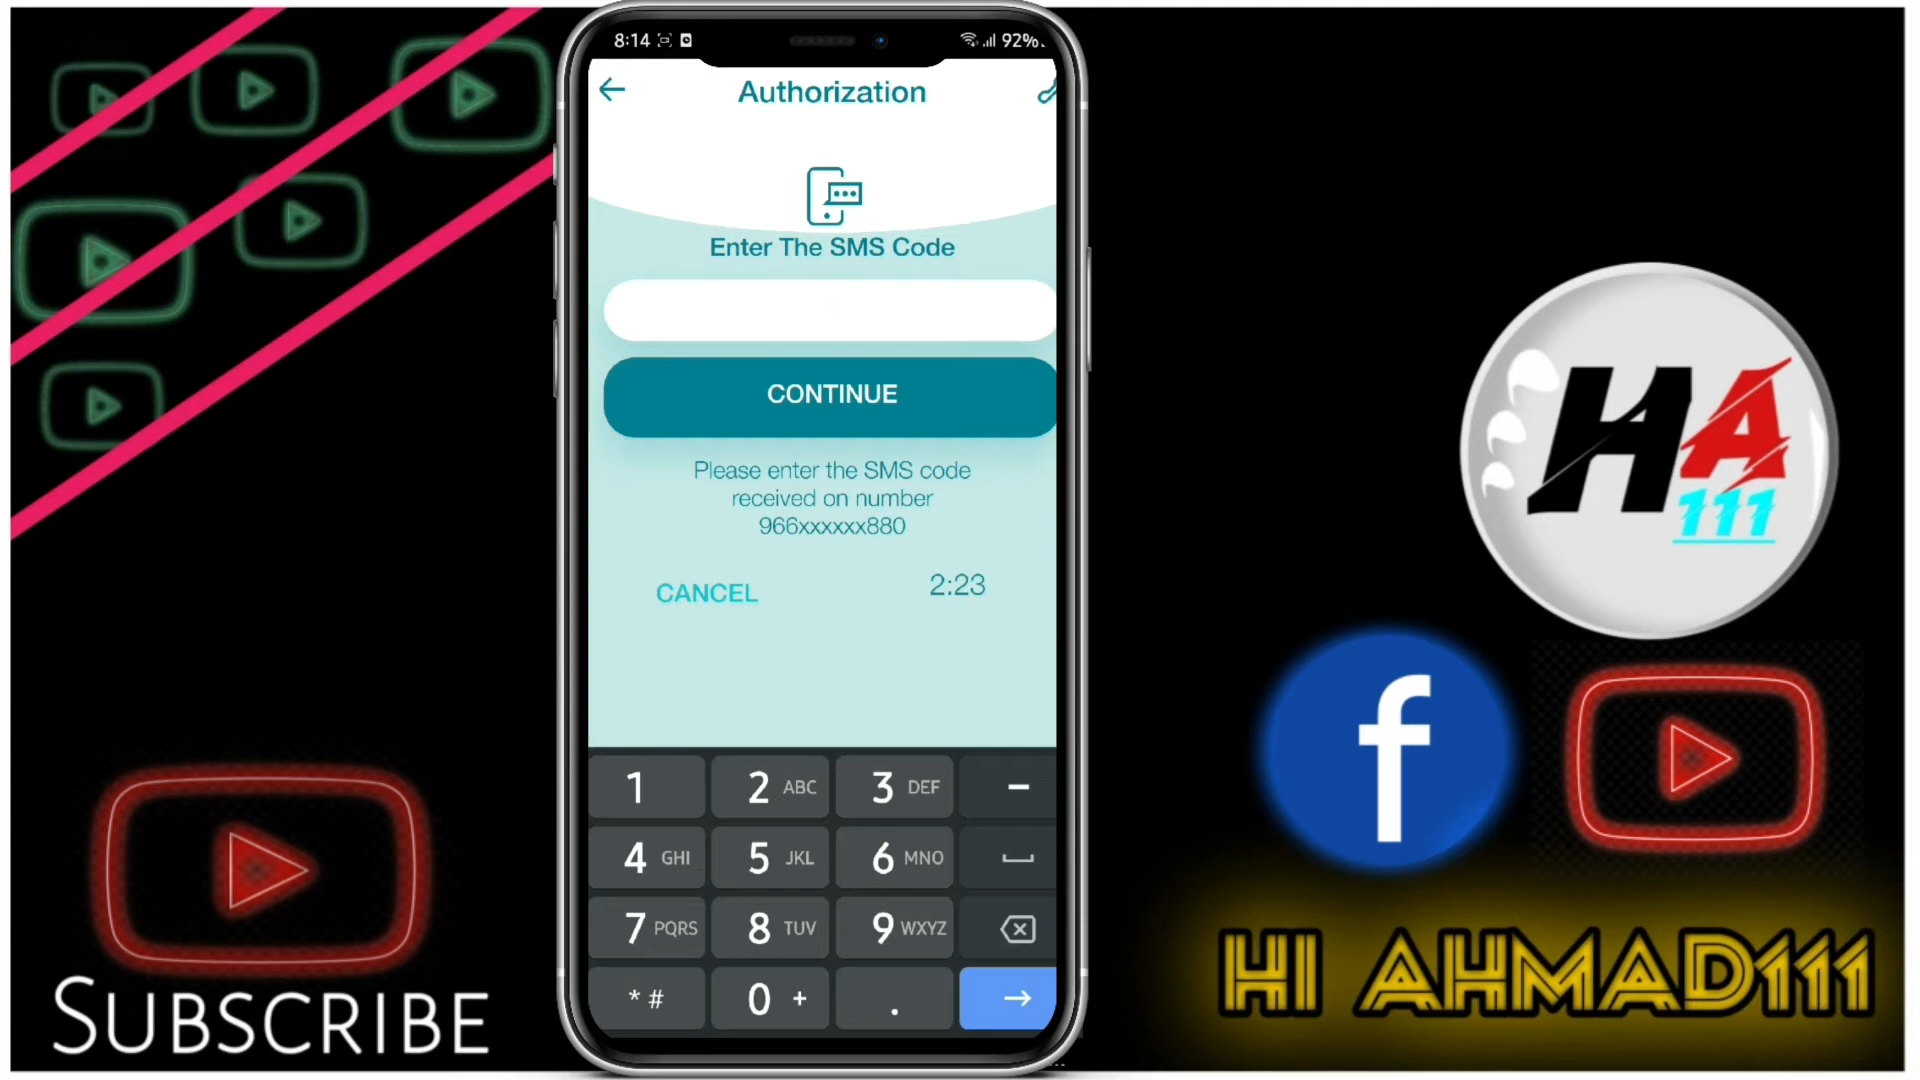 8:14
92%
Authorization
Enter The SMS Code
CONTINUE
Please enter the SMS code
received on number
966xxxxxx880
CANCEL
2:23
1
2 ABC
3 DEF
-
4 GHI
5 JKL
6 MNO
7 PQRS
8 TUV
9 WXYZ
* #
0 +
.
SUBSCRIBE
HA
111
f
HI AHMAD111